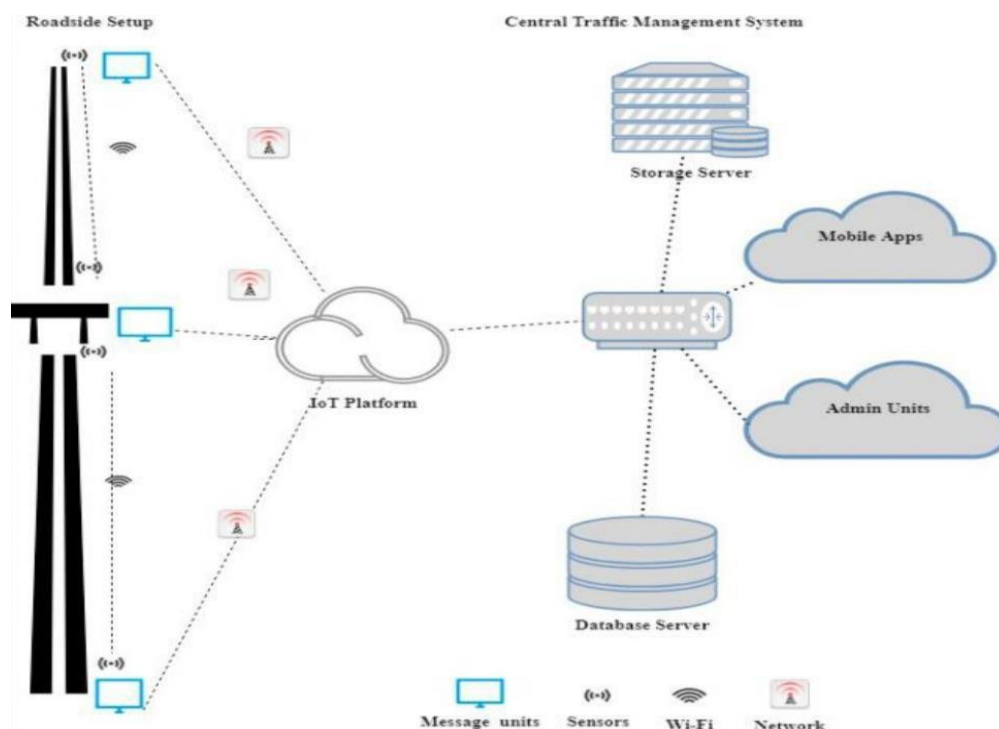 Roadside Setup
Central Traffic Management System
Storage Server
Mobile Apps
IoT Platform
Admin Units
Database Server
Message units
Sensors
Wi-Fi
Network